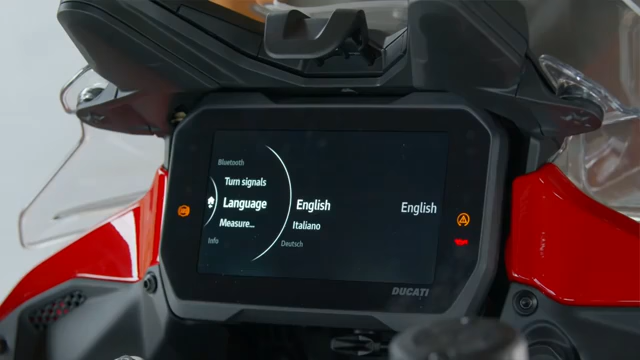 Bluetooth
Turn signals
Language
Measure...
Info
English
Italiano
Deutsch
English
DUCATI